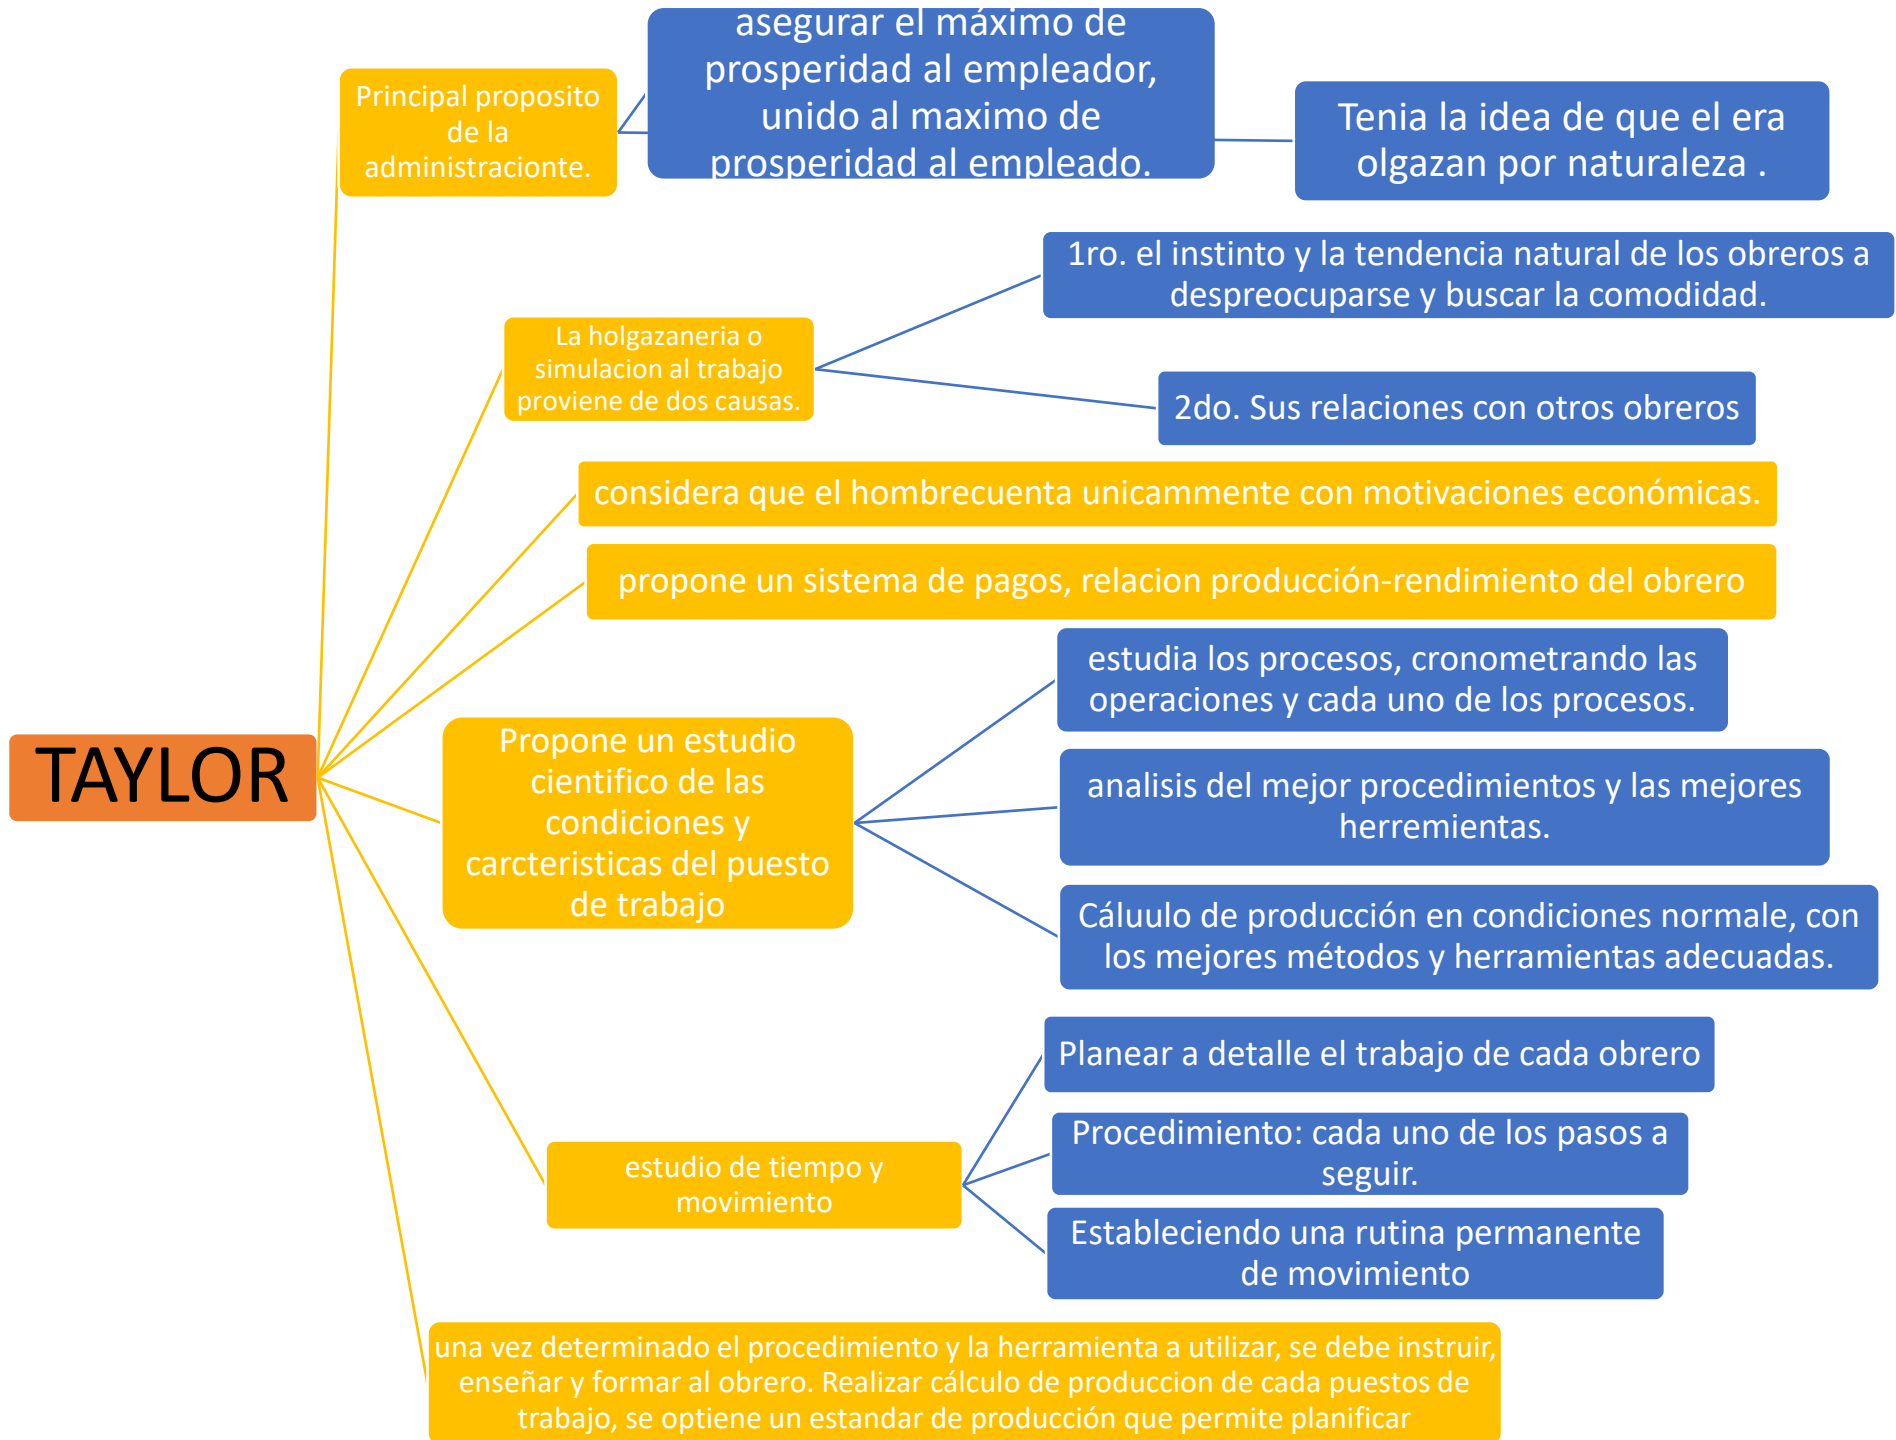 asegurar el máximo de
prosperidad al empleador,
unido al maximo de
prosperidad al empleado.
Principal proposito
de la
administracionte.
Tenia la idea de que el era
olgazan por naturaleza .
1ro. el instinto y la tendencia natural de los obreros a
despreocuparse y buscar la comodidad.
La holgazaneria o
simulacion al trabajo
proviene de dos causas.
2do. Sus relaciones con otros obreros
considera que el hombrecuenta unicammente con motivaciones económicas.
propone un sistema de pagos, relacion producción-rendimiento del obrero
estudia los procesos, cronometrando las
operaciones y cada uno de los procesos.
TAYLOR
Propone un estudio
cientifico de las
condiciones y
carcteristicas del puesto
de trabajo
analisis del mejor procedimientos y las mejores
herremientas.
Cáluulo de producción en condiciones normale, con
los mejores métodos y herramientas adecuadas.
Planear a detalle el trabajo de cada obrero
Procedimiento: cada uno de los pasos a
seguir.
estudio de tiempo y
movimiento
Estableciendo una rutina permanente
de movimiento
una vez determinado el procedimiento y la herramienta a utilizar, se debe instruir,
enseñar y formar al obrero. Realizar cálculo de produccion de cada puestos de
trabajo, se optiene un estandar de producción que permite planificar